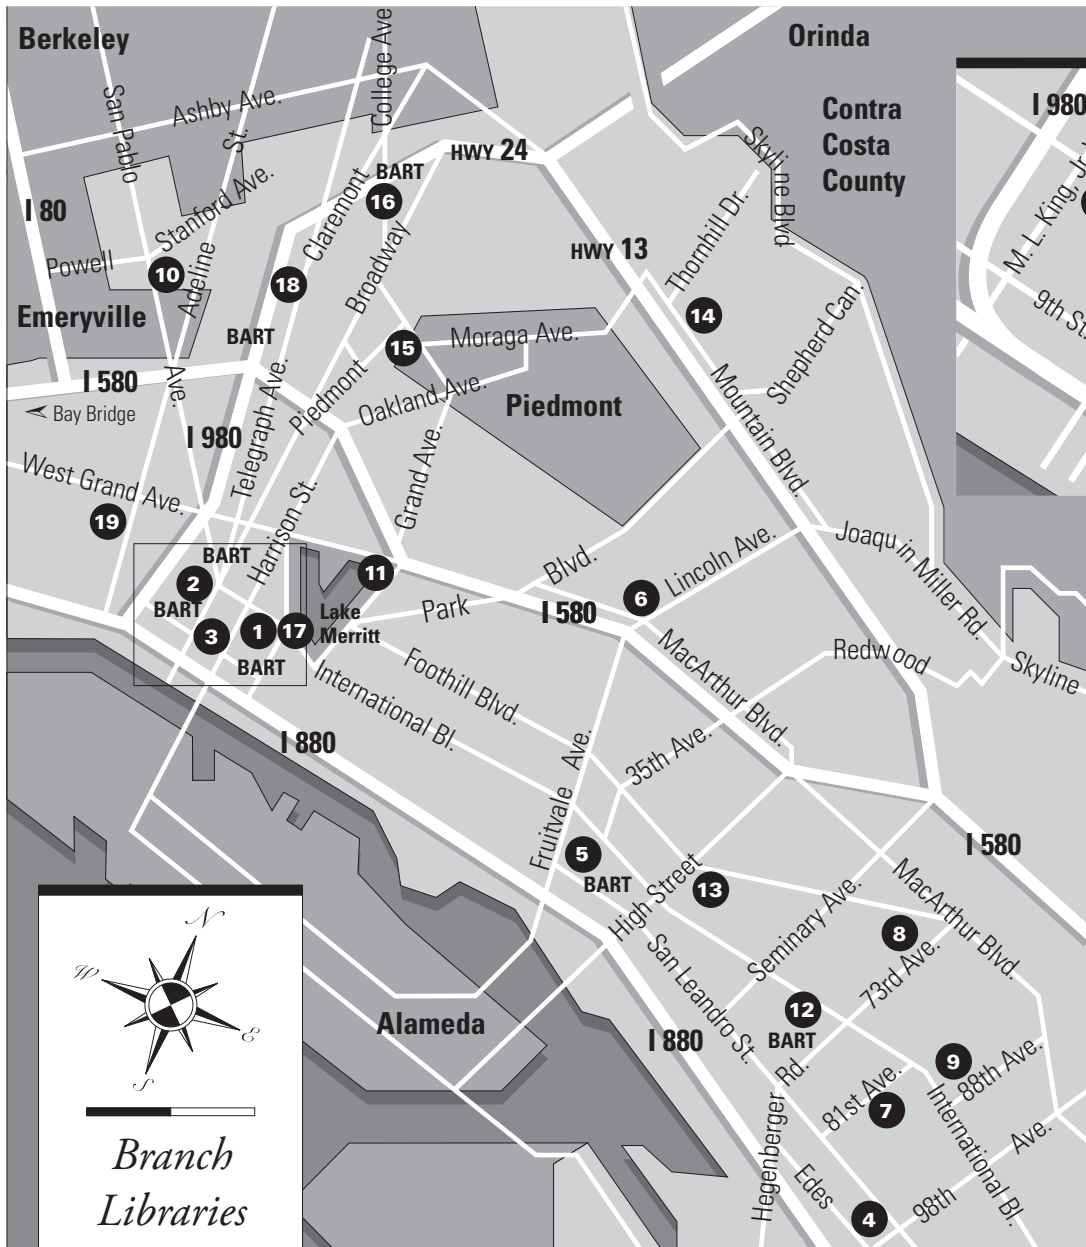 Berkeley
Orinda
Contra
Costa
County
San Pablo
Ashby Ave.
St.
College Ave
HWY 24
BART
Skyline Blvd
I 980
M. L. King, Jr.
9th St.
I 80
Stanford Ave.
Claremont
16
Broadway
Powell
10
Adeline
18
HWY 13
Thornhill Dr.
14
Shepherd Can.
Emeryville
BART
15
Moraga Ave.
I 580
Ave.
Piedmont
Oakland Ave.
Piedmont
Bay Bridge
I 980
Telegraph Ave.
Mountain Blvd.
West Grand Ave.
Harrison St.
Grand Ave.
19
BART
2
BART
11
Joaquin Miller Rd.
Lincoln Ave.
Blvd.
6
Park
I 580
3
1
17
Lake
Merritt
BART
MacArthur Blvd.
Redwood
Skyline
Foothill Blvd.
International Bl.
I 880
35th Ave.
Ave.
Fruitvale
5
BART
I 580
High Street
13
MacArthur Blvd.
Seminary Ave.
8
73rd Ave.
San Leandro St.
Alameda
I 880
12
BART
9
88th Ave.
Hegenberger Rd.
81st Ave.
7
International Bl.
98th Ave.
Edes
4
N
W
E
S
Branch
Libraries